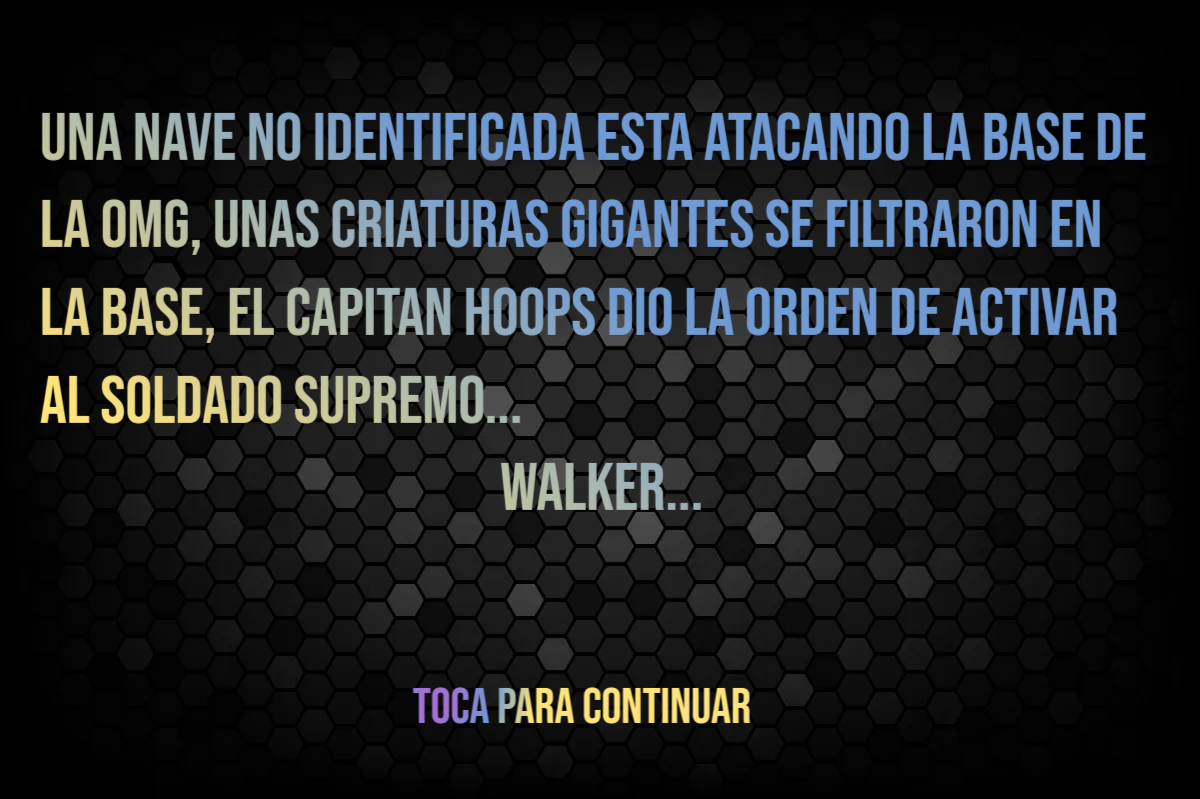 UNA NAVE NO IDENTIFICADA ESTA ATACANDO LA BASE DE
LA OMG, UNAS CRIATURAS GIGANTES SE FILTRARON EN
LA BASE, EL CAPITAN HOOPS DIO LA ORDEN DE ACTIVAR
AL SOLDADO SUPREMO...
WALKER...
TOCA PARA CONTINUAR